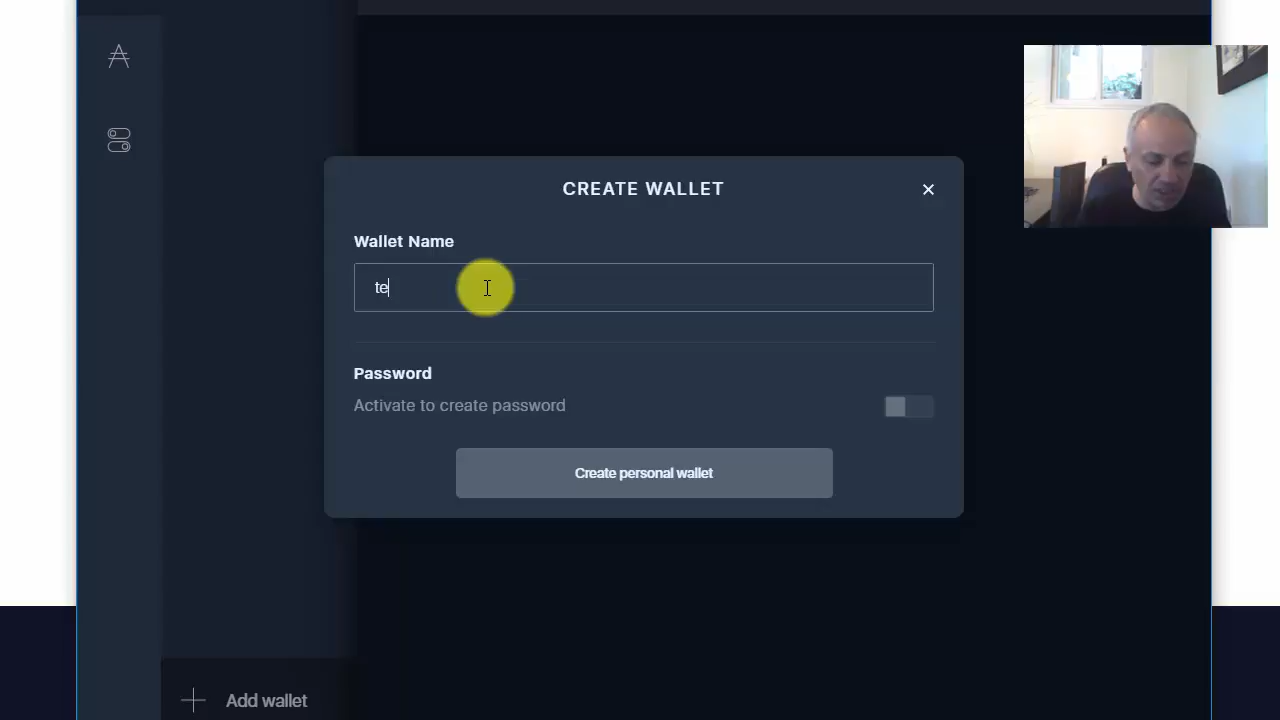 CREATE WALLET
Wallet Name
te
Password
Activate to create password
Create personal wallet
Add wallet